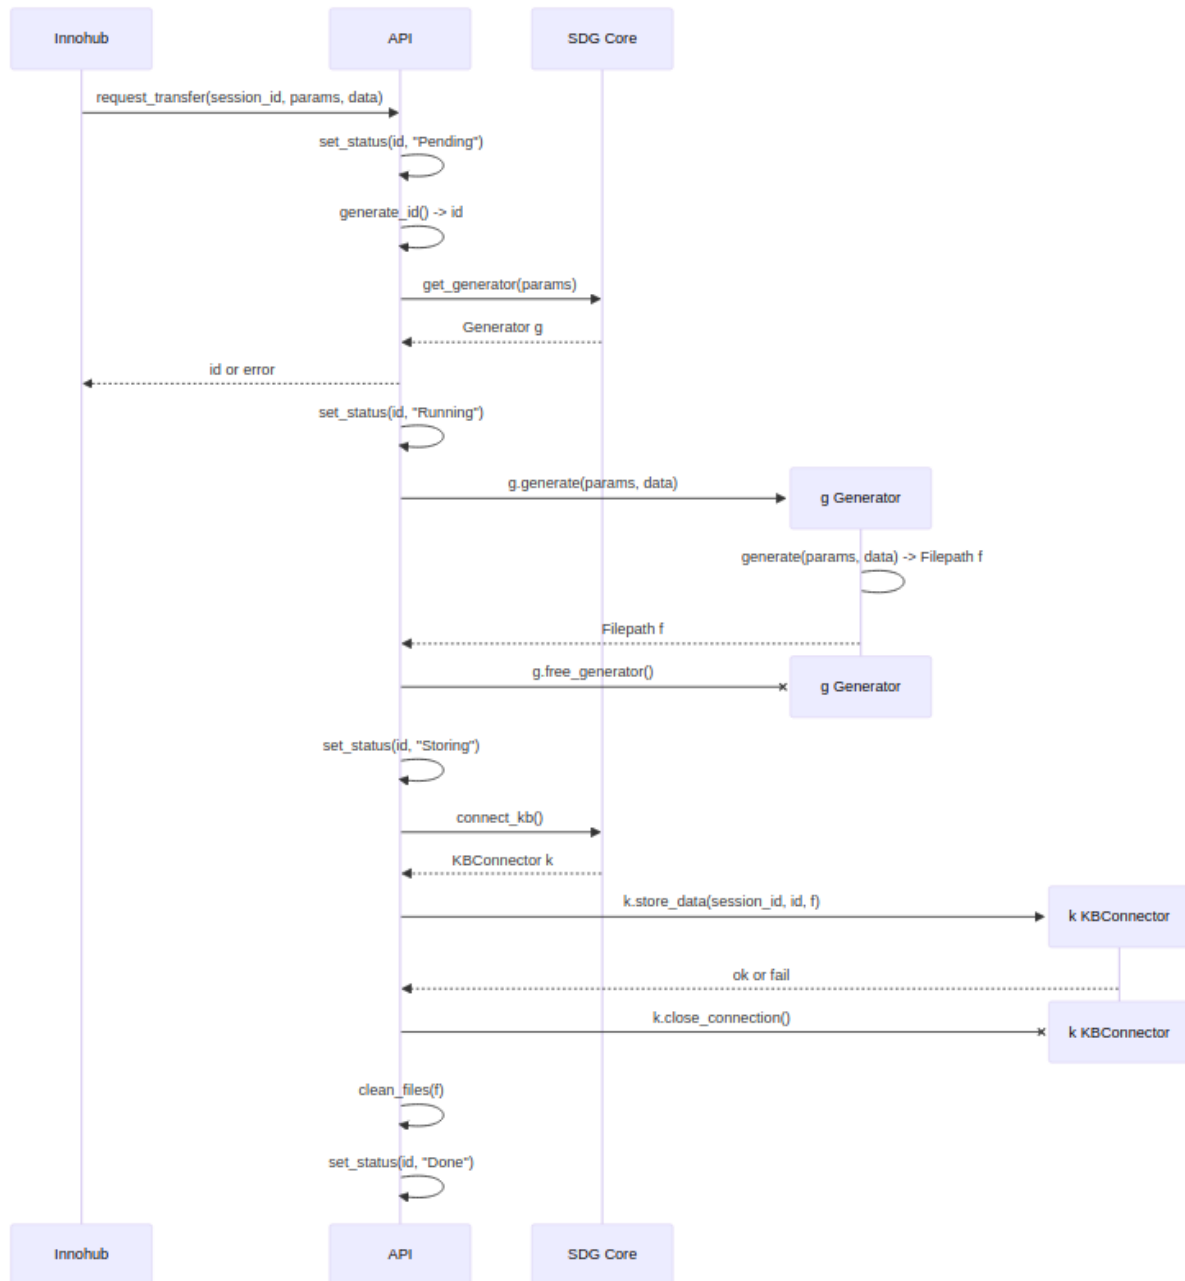 Innohub
API
SDG Core
request_transfer(session_id, params, data)
set_status(id, "Pending")
generate_id() -> id
get_generator(params)
Generator g
id or error
set_status(id, "Running")
g.generate(params, data)
g Generator
generate(params, data) -> Filepath f
Filepath f
g.free_generator()
g Generator
set_status(id, "Storing")
connect_kb()
KBConnector k
k.store_data(session_id, id, f)
k KBConnector
ok or fail
k.close_connection()
k KBConnector
clean_files(f)
set_status(id, "Done")
Innohub
API
SDG Core